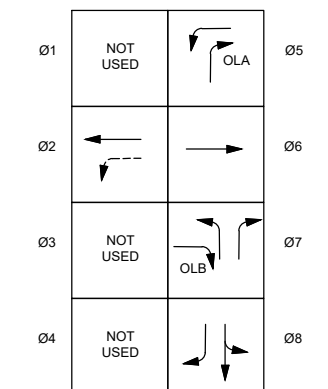 Ø1
NOT
USED
OLA
Ø5
Ø2
Ø6
Ø3
NOT
USED
OLB
Ø7
Ø4
NOT
USED
Ø8